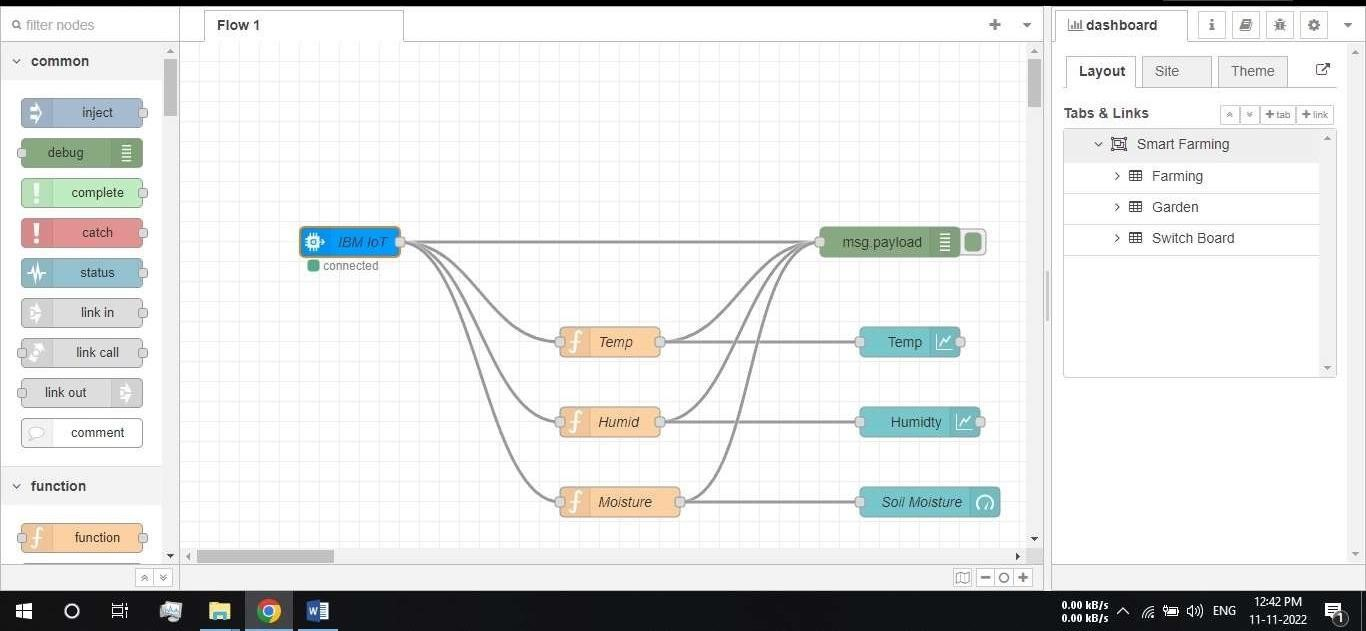 filter nodes
common
inject
debug
complete
catch
status
link in
link call
link out
comment
function
function
Flow 1
IBM IoT
connected
msg.payload
Temp
Temp
Humid
Humidty
Moisture
Soil Moisture
dashboard
Layout Site Theme
Tabs & Links
+tab +link
Smart Farming
Farming
Garden
Switch Board
0.00 kB/s
0.00 kB/s
ENG
12:42 PM
11-11-2022
1